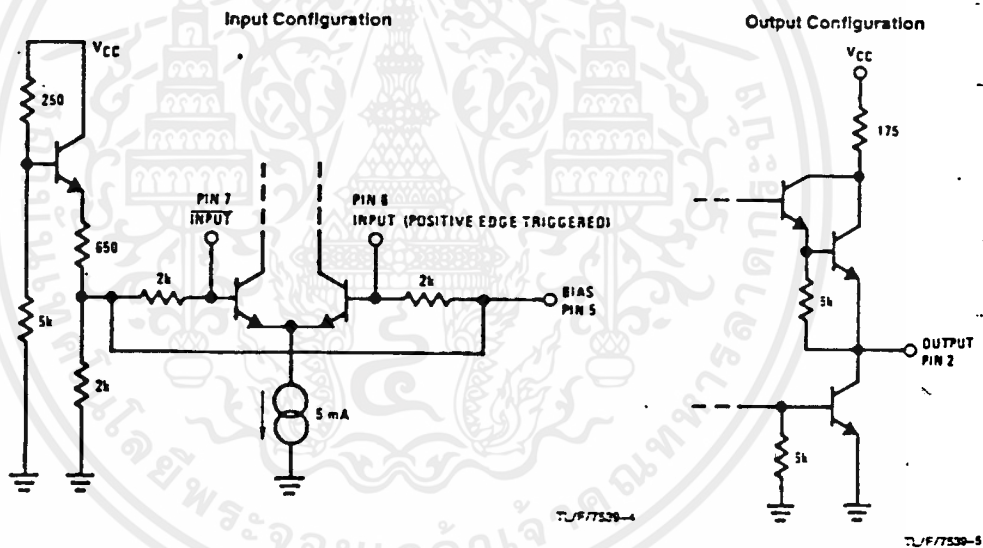 Input Configuration
Output Configuration
VCC
VCC
250
175
PIN 7
INPUT
PIN 6
INPUT (POSITIVE EDGE TRIGGERED)
650
2k
2k
BIAS
PIN 5
5k
OUTPUT
PIN 2
5k
2k
5 mA
5k
TL/F/7539-4
TL/F/7539-5